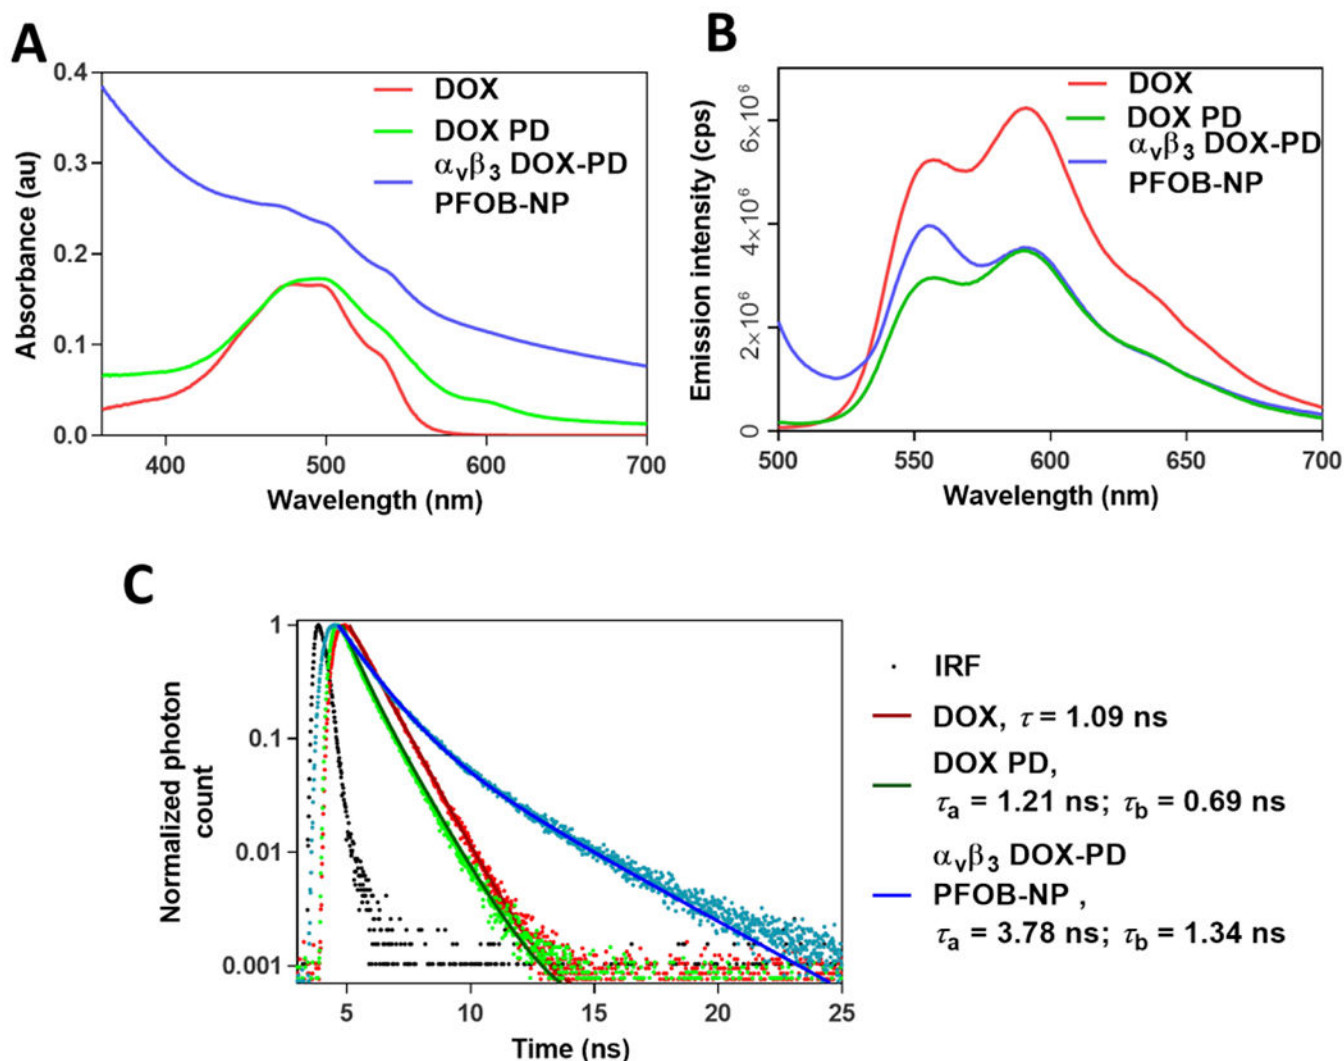 A
0.4
0.3
0.2
0.1
0.0
Absorbance (au)
400
500
600
700
Wavelength (nm)
DOX
DOX PD
αvβ3 DOX-PD
PFOB-NP
B
6×10⁶
4×10⁶
2×10⁶
0
Emission intensity (cps)
500
550
600
650
700
Wavelength (nm)
DOX
DOX PD
αvβ3 DOX-PD
PFOB-NP
C
1
0.1
0.01
0.001
Normalized photon
count
5
10
15
20
25
Time (ns)
IRF
DOX, τ = 1.09 ns
DOX PD,
τa = 1.21 ns; τb = 0.69 ns
αvβ3 DOX-PD
PFOB-NP ,
τa = 3.78 ns; τb = 1.34 ns